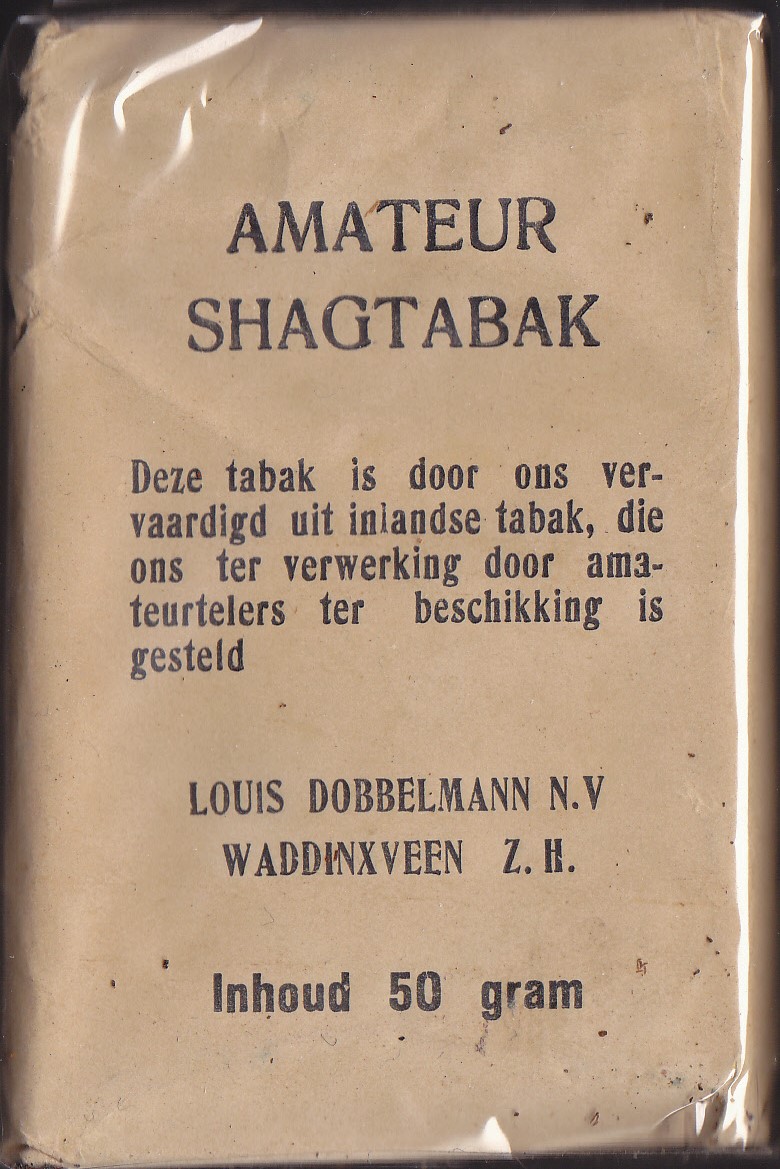 AMATEUR
SHAGTABAK
Deze tabak is door ons ver-
vaardigd uit inlandse tabak, die
ons ter verwerking door ama-
teurtelers ter beschikking is
gesteld
LOUIS DOBBELMANN N.V
WADDINXVEEN Z. H.
Inhoud 50 gram